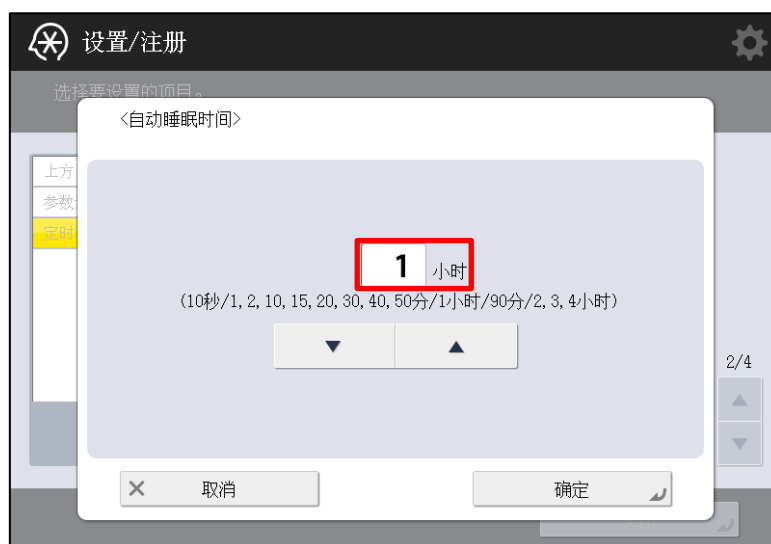 设置/注册
选择要设置的项目。
<自动睡眠时间>
上方
参数
定时
1 小时
(10秒/1, 2, 10, 15, 20, 30, 40, 50分/1小时/90分/2, 3, 4小时)
2/4
取消
确定